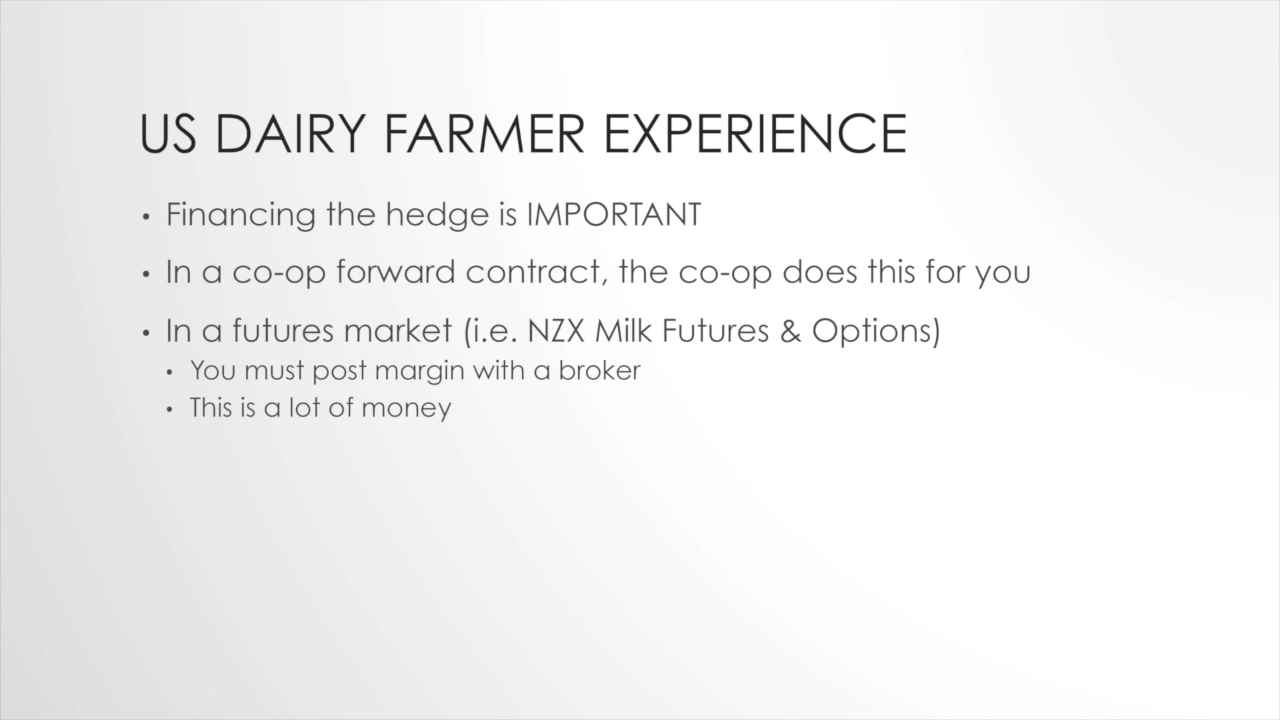 US DAIRY FARMER EXPERIENCE
• Financing the hedge is IMPORTANT
• In a co-op forward contract, the co-op does this for you
• In a futures market (i.e. NZX Milk Futures & Options)
• You must post margin with a broker
• This is a lot of money